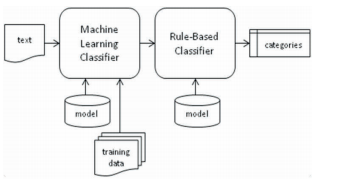 text
Machine
Learning
Classifier
Rule-Based
Classifier
categories
model
model
training
data